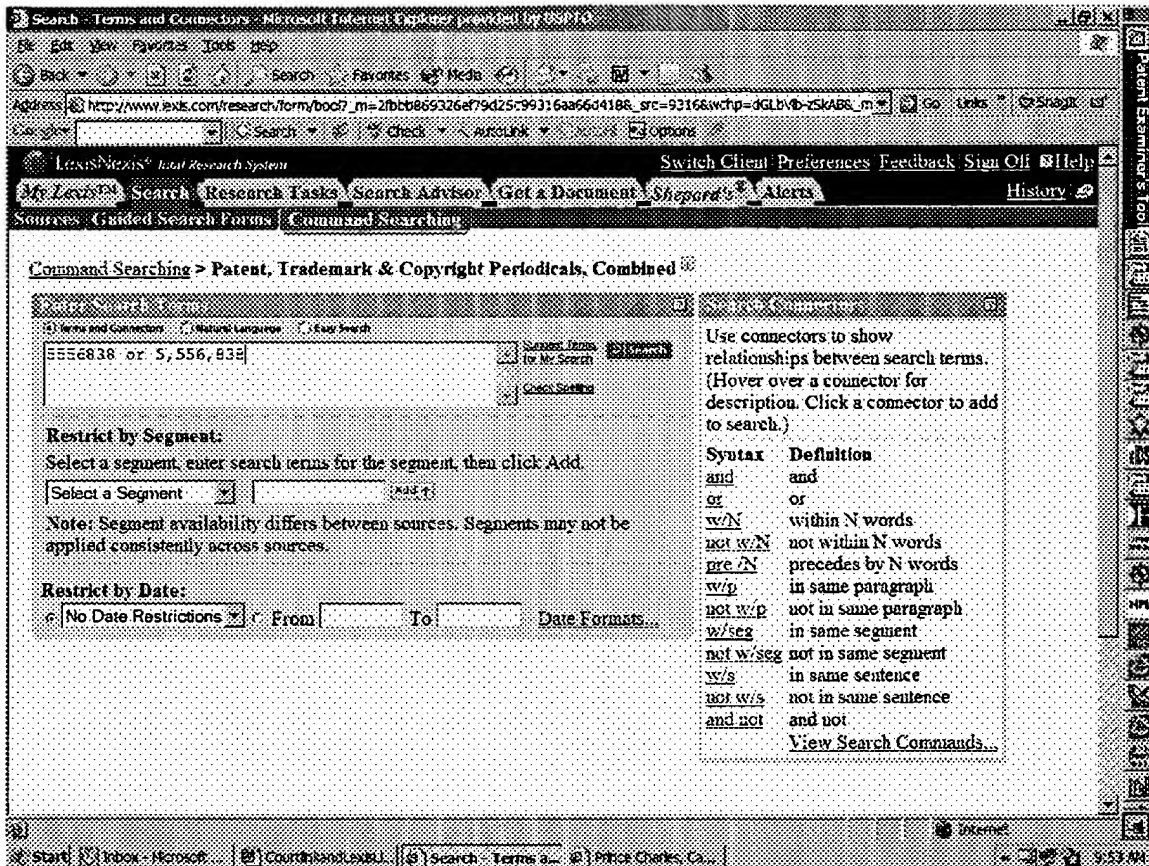 Search - Terms and Connectors - Microsoft Internet Explorer provided by USPTO
File Edit View Favorites Tools Help
Back Search Favorites Media
Address http://www.lexis.com/research/form/bool?_m= Go Links SnagIt
Search Check AutoLink Options
LexisNexis® Total Research System Switch Client Preferences Feedback Sign Off Help
My Lexis™ Search Research Tasks Search Advisor Get a Document Shepard's® Alerts History
Sources Guided Search Forms Command Searching
Command Searching > Patent, Trademark & Copyright Periodicals, Combined
Enter Search Terms Search Connectors
Terms and Connectors Natural Language Easy Search
5556838 or 5,556,838
Suggest Terms
for My Search
Check Spelling
Restrict by Segment:
Select a segment, enter search terms for the segment, then click Add.
Select a Segment Add ↑
Note: Segment availability differs between sources. Segments may not be
applied consistently across sources.
Restrict by Date:
No Date Restrictions From To Date Formats...
Use connectors to show
relationships between search terms.
(Hover over a connector for
description. Click a connector to add
to search.)
Syntax Definition
and and
or or
w/N within N words
not w/N not within N words
pre /N precedes by N words
w/p in same paragraph
not w/p not in same paragraph
w/seg in same segment
not w/seg not in same segment
w/s in same sentence
not w/s not in same sentence
and not and not
View Search Commands...
Patent Examiner's Tool
Internet
Start Inbox - Microsoft ... CourtlinkandLexisJ... Search - Terms a... Prince Charles, Ca... 9:53 AM